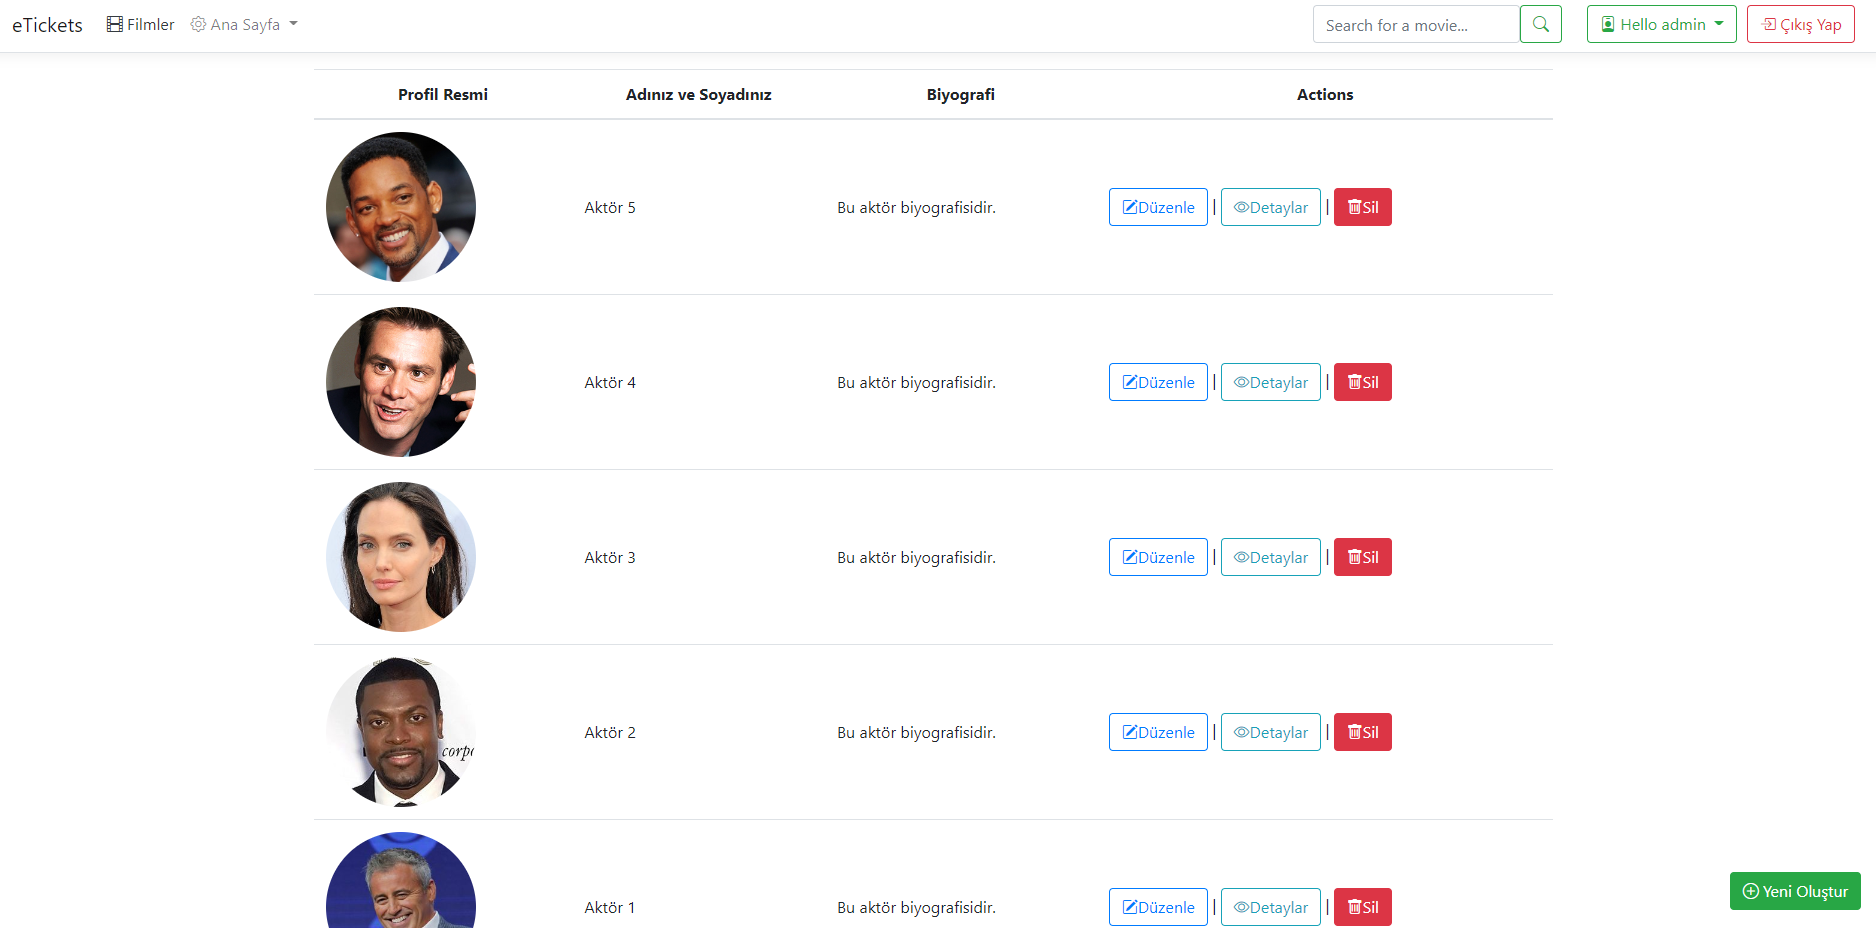 eTickets Filmler Ana Sayfa Search for a movie... Hello admin Çıkış Yap
Profil Resmi Adınız ve Soyadınız Biyografi Actions
Aktör 5 Bu aktör biyografisidir. Düzenle | Detaylar | Sil
Aktör 4 Bu aktör biyografisidir. Düzenle | Detaylar | Sil
Aktör 3 Bu aktör biyografisidir. Düzenle | Detaylar | Sil
Aktör 2 Bu aktör biyografisidir. Düzenle | Detaylar | Sil
Aktör 1 Bu aktör biyografisidir. Düzenle | Detaylar | Sil
Yeni Oluştur